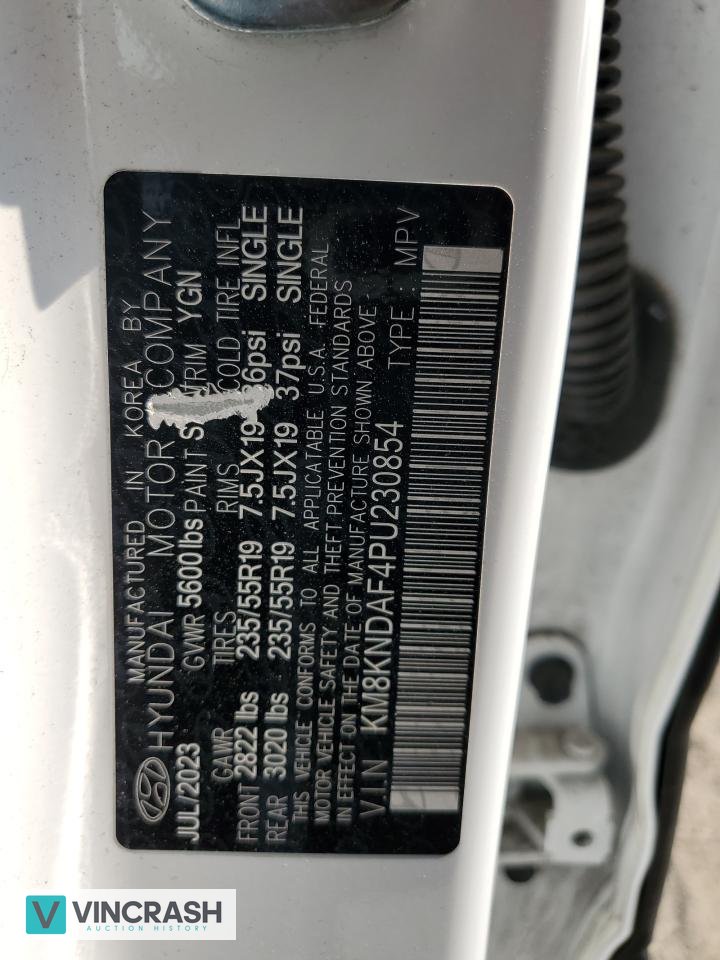 MANUFACTURED IN KOREA BY
HYUNDAI MOTOR COMPANY
JUL/2023 GVWR 5600lbs PAINT TRIM YGN
GAWR TIRES RIMS COLD TIRE INFL
FRONT 2822 lbs 235/55R19 7.5JX19 36psi SINGLE
REAR 3020 lbs 235/55R19 7.5JX19 37psi SINGLE
THIS VEHICLE CONFORMS TO ALL APPLICATABLE U.S.A. FEDERAL
MOTOR VEHICLE SAFETY AND THEFT PREVENTION STANDARDS
IN EFFECT ON THE DATE OF MANUFACTURE SHOWN ABOVE
VIN KM8KNDAF4PU230854 TYPE : MPV
V VINCRASH
AUCTION HISTORY